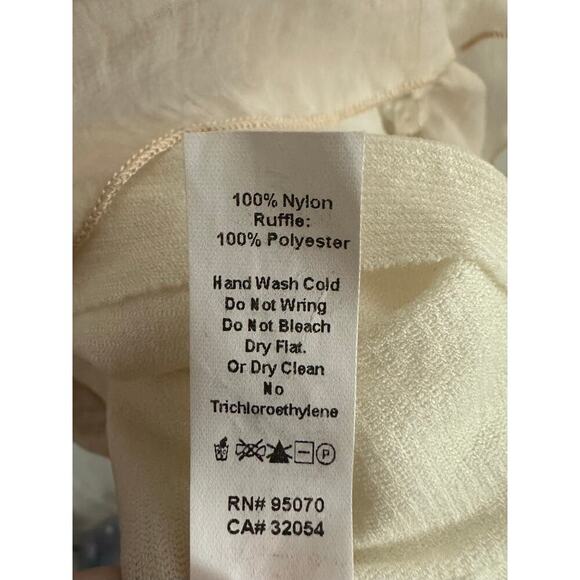 100% Nylon
Ruffle:
100% Polyester
Hand Wash Cold
Do Not Wring
Do Not Bleach
Dry Flat.
Or Dry Clean
No
Trichloroethylene
P
RN# 95070
CA# 32054